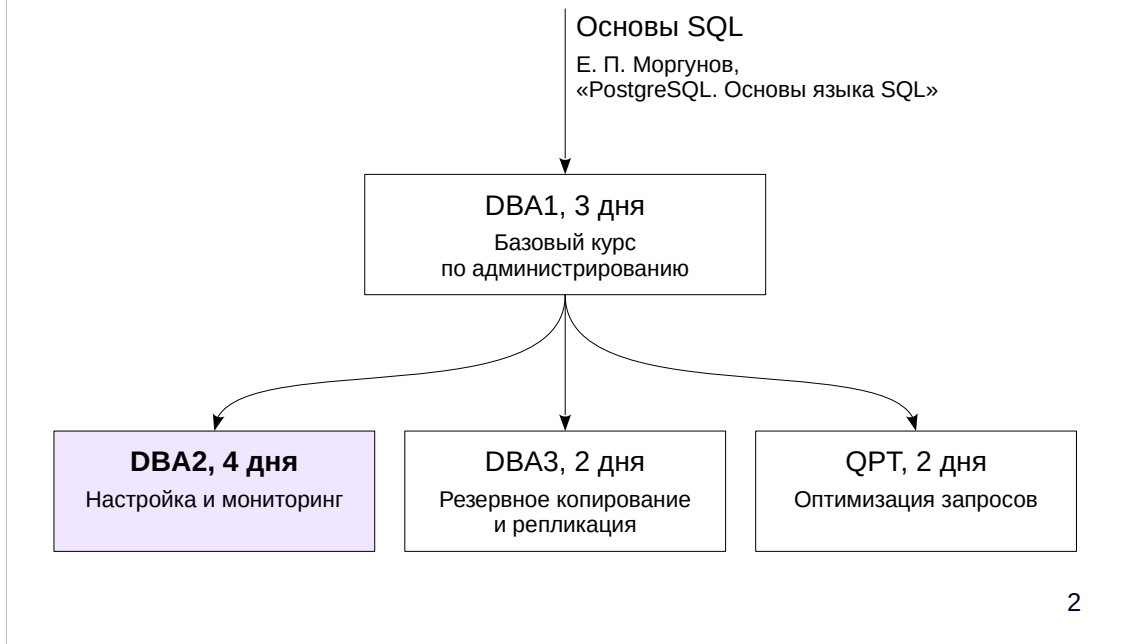 Основы SQL
Е. П. Моргунов,
«PostgreSQL. Основы языка SQL»
DBA1, 3 дня
Базовый курс
по администрированию
DBA2, 4 дня
Настройка и мониторинг
DBA3, 2 дня
Резервное копирование
и репликация
QPT, 2 дня
Оптимизация запросов
2